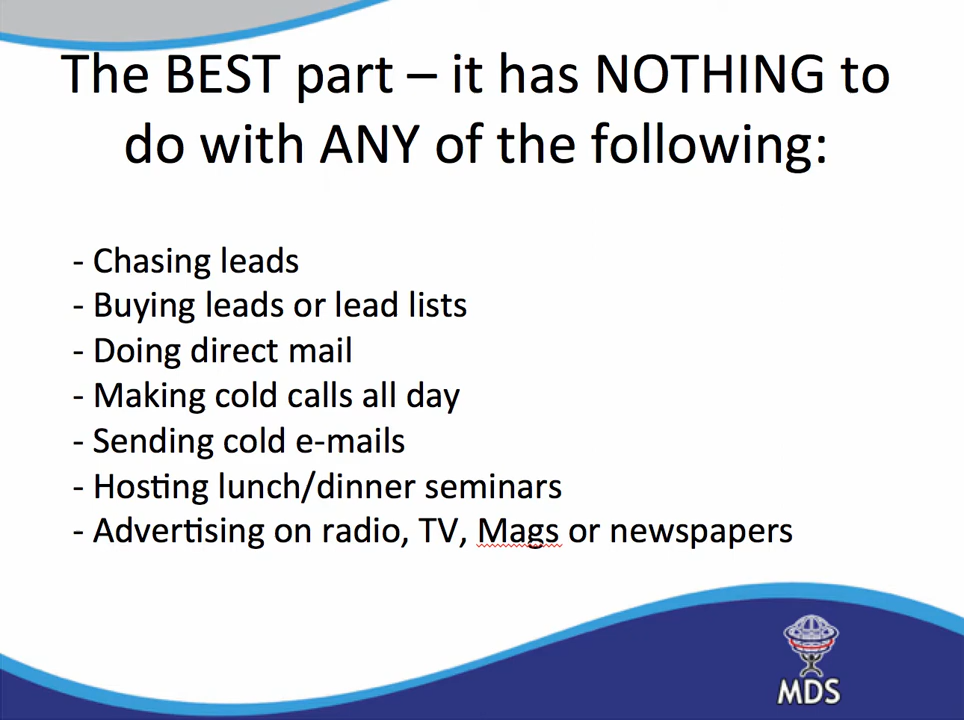 The BEST part – it has NOTHING to
do with ANY of the following:
- Chasing leads
- Buying leads or lead lists
- Doing direct mail
- Making cold calls all day
- Sending cold e-mails
- Hosting lunch/dinner seminars
- Advertising on radio, TV, Mags or newspapers
MDS